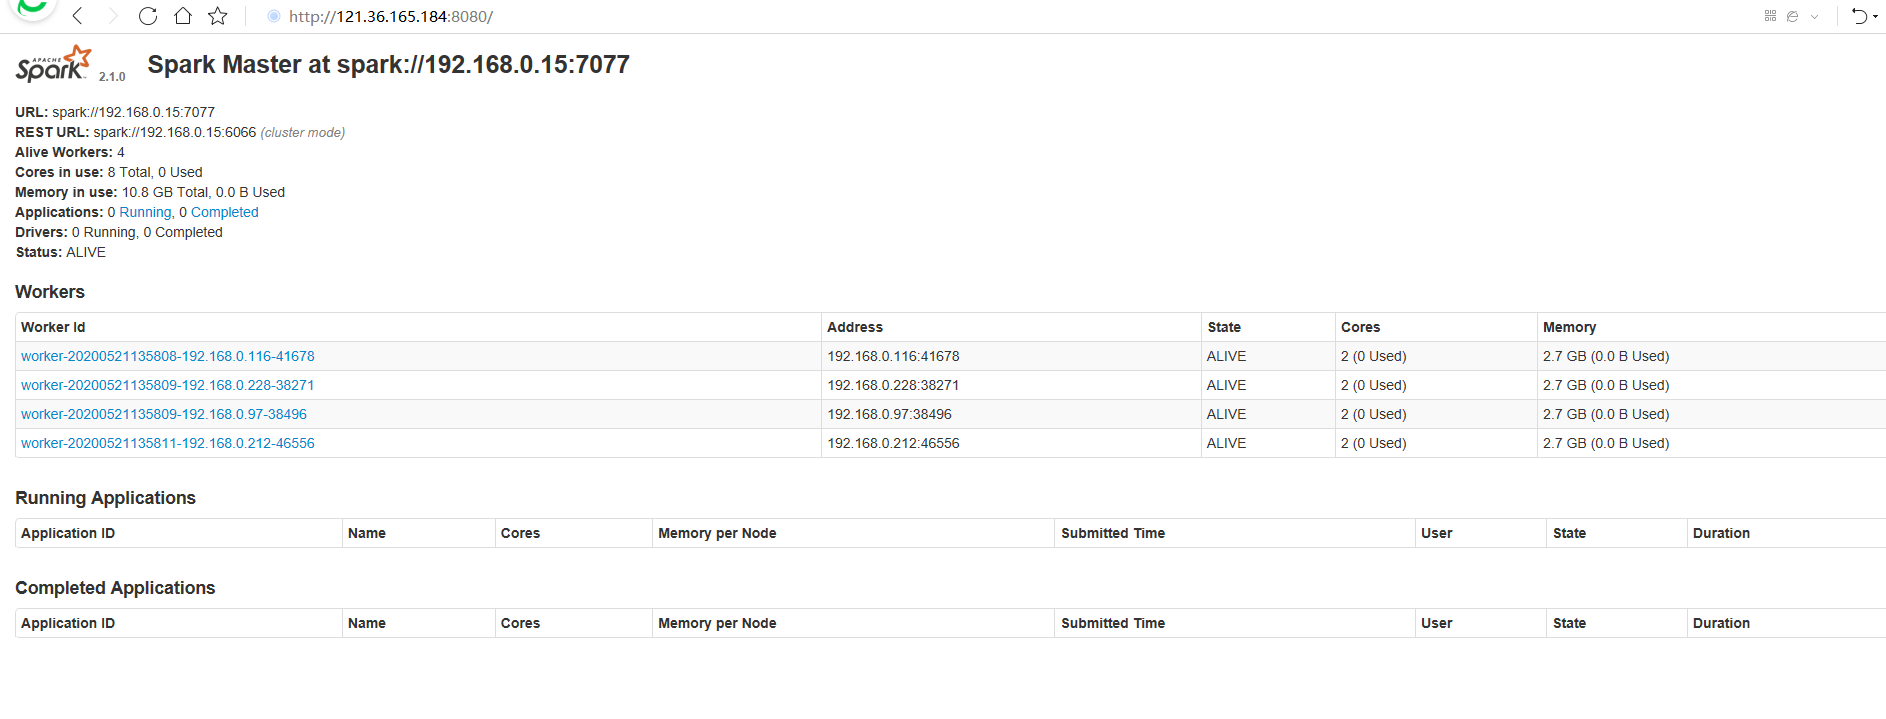 http://121.36.165.184:8080/
APACHE Spark 2.1.0 Spark Master at spark://192.168.0.15:7077
URL: spark://192.168.0.15:7077
REST URL: spark://192.168.0.15:6066 (cluster mode)
Alive Workers: 4
Cores in use: 8 Total, 0 Used
Memory in use: 10.8 GB Total, 0.0 B Used
Applications: 0 Running, 0 Completed
Drivers: 0 Running, 0 Completed
Status: ALIVE
Workers
Worker Id Address State Cores Memory
worker-20200521135808-192.168.0.116-41678 192.168.0.116:41678 ALIVE 2 (0 Used) 2.7 GB (0.0 B Used)
worker-20200521135809-192.168.0.228-38271 192.168.0.228:38271 ALIVE 2 (0 Used) 2.7 GB (0.0 B Used)
worker-20200521135809-192.168.0.97-38496 192.168.0.97:38496 ALIVE 2 (0 Used) 2.7 GB (0.0 B Used)
worker-20200521135811-192.168.0.212-46556 192.168.0.212:46556 ALIVE 2 (0 Used) 2.7 GB (0.0 B Used)
Running Applications
Application ID Name Cores Memory per Node Submitted Time User State Duration
Completed Applications
Application ID Name Cores Memory per Node Submitted Time User State Duration